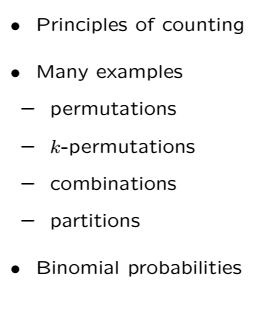 • Principles of counting
• Many examples
– permutations
– k-permutations
– combinations
– partitions
• Binomial probabilities